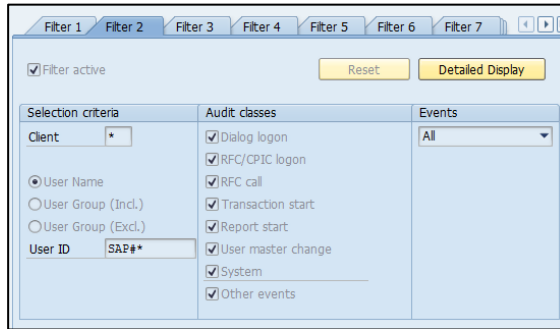 Filter 1 Filter 2 Filter 3 Filter 4 Filter 5 Filter 6 Filter 7
Filter active Reset Detailed Display
Selection criteria Audit classes Events
Client * Dialog logon All
RFC/CPIC logon
User Name RFC call
User Group (Incl.) Transaction start
User Group (Excl.) Report start
User ID SAP#* User master change
System
Other events